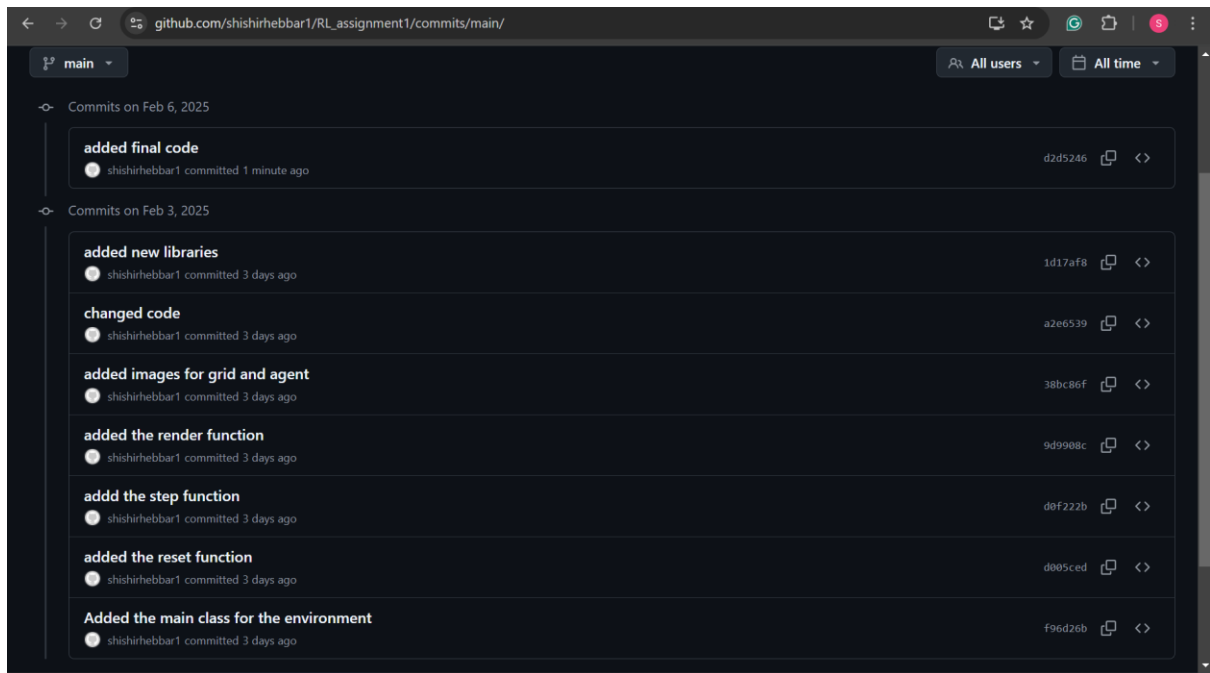 github.com/shishirhebbar1/RL_assignment1/commits/main/
S
main
All users
All time
Commits on Feb 6, 2025
added final code
d2d5246
shishirhebbar1 committed 1 minute ago
Commits on Feb 3, 2025
added new libraries
1d17af8
shishirhebbar1 committed 3 days ago
changed code
a2e6539
shishirhebbar1 committed 3 days ago
added images for grid and agent
38bc86f
shishirhebbar1 committed 3 days ago
added the render function
9d9908c
shishirhebbar1 committed 3 days ago
addd the step function
d0f222b
shishirhebbar1 committed 3 days ago
added the reset function
d005ced
shishirhebbar1 committed 3 days ago
Added the main class for the environment
f96d26b
shishirhebbar1 committed 3 days ago